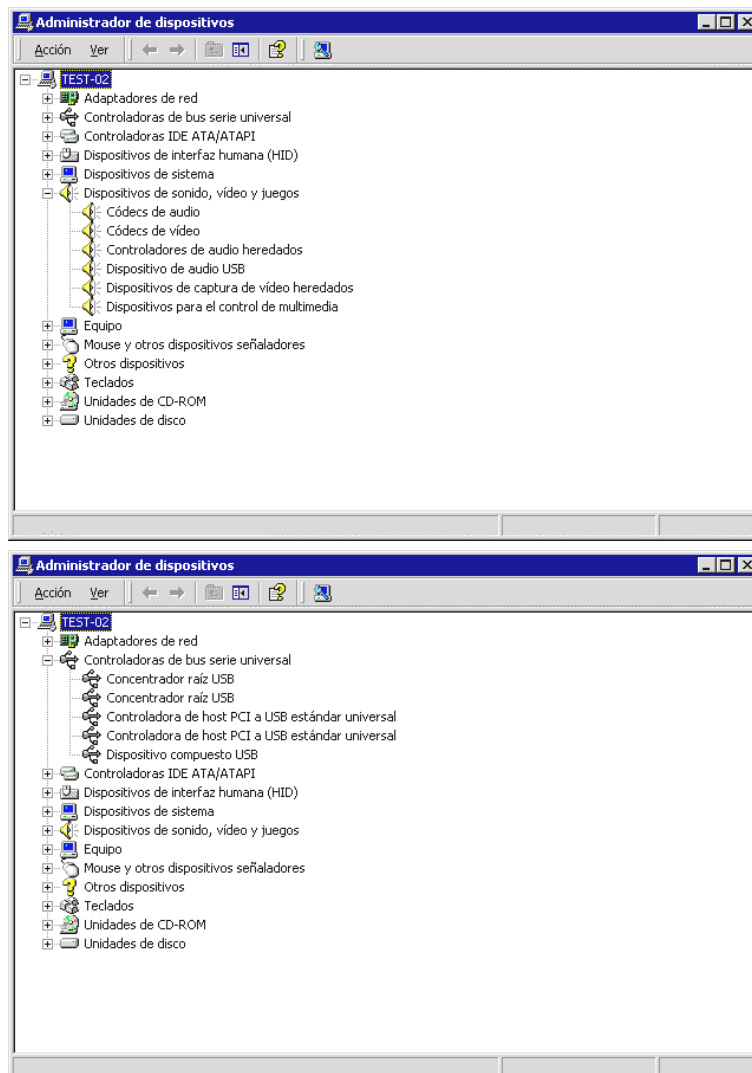 Administrador de dispositivos
Acción Ver
TEST-02
Adaptadores de red
Controladoras de bus serie universal
Controladoras IDE ATA/ATAPI
Dispositivos de interfaz humana (HID)
Dispositivos de sistema
Dispositivos de sonido, vídeo y juegos
Códecs de audio
Códecs de vídeo
Controladores de audio heredados
Dispositivo de audio USB
Dispositivos de captura de vídeo heredados
Dispositivos para el control de multimedia
Equipo
Mouse y otros dispositivos señaladores
Otros dispositivos
Teclados
Unidades de CD-ROM
Unidades de disco
Administrador de dispositivos
Acción Ver
TEST-02
Adaptadores de red
Controladoras de bus serie universal
Concentrador raíz USB
Concentrador raíz USB
Controladora de host PCI a USB estándar universal
Controladora de host PCI a USB estándar universal
Dispositivo compuesto USB
Controladoras IDE ATA/ATAPI
Dispositivos de interfaz humana (HID)
Dispositivos de sistema
Dispositivos de sonido, vídeo y juegos
Equipo
Mouse y otros dispositivos señaladores
Otros dispositivos
Teclados
Unidades de CD-ROM
Unidades de disco